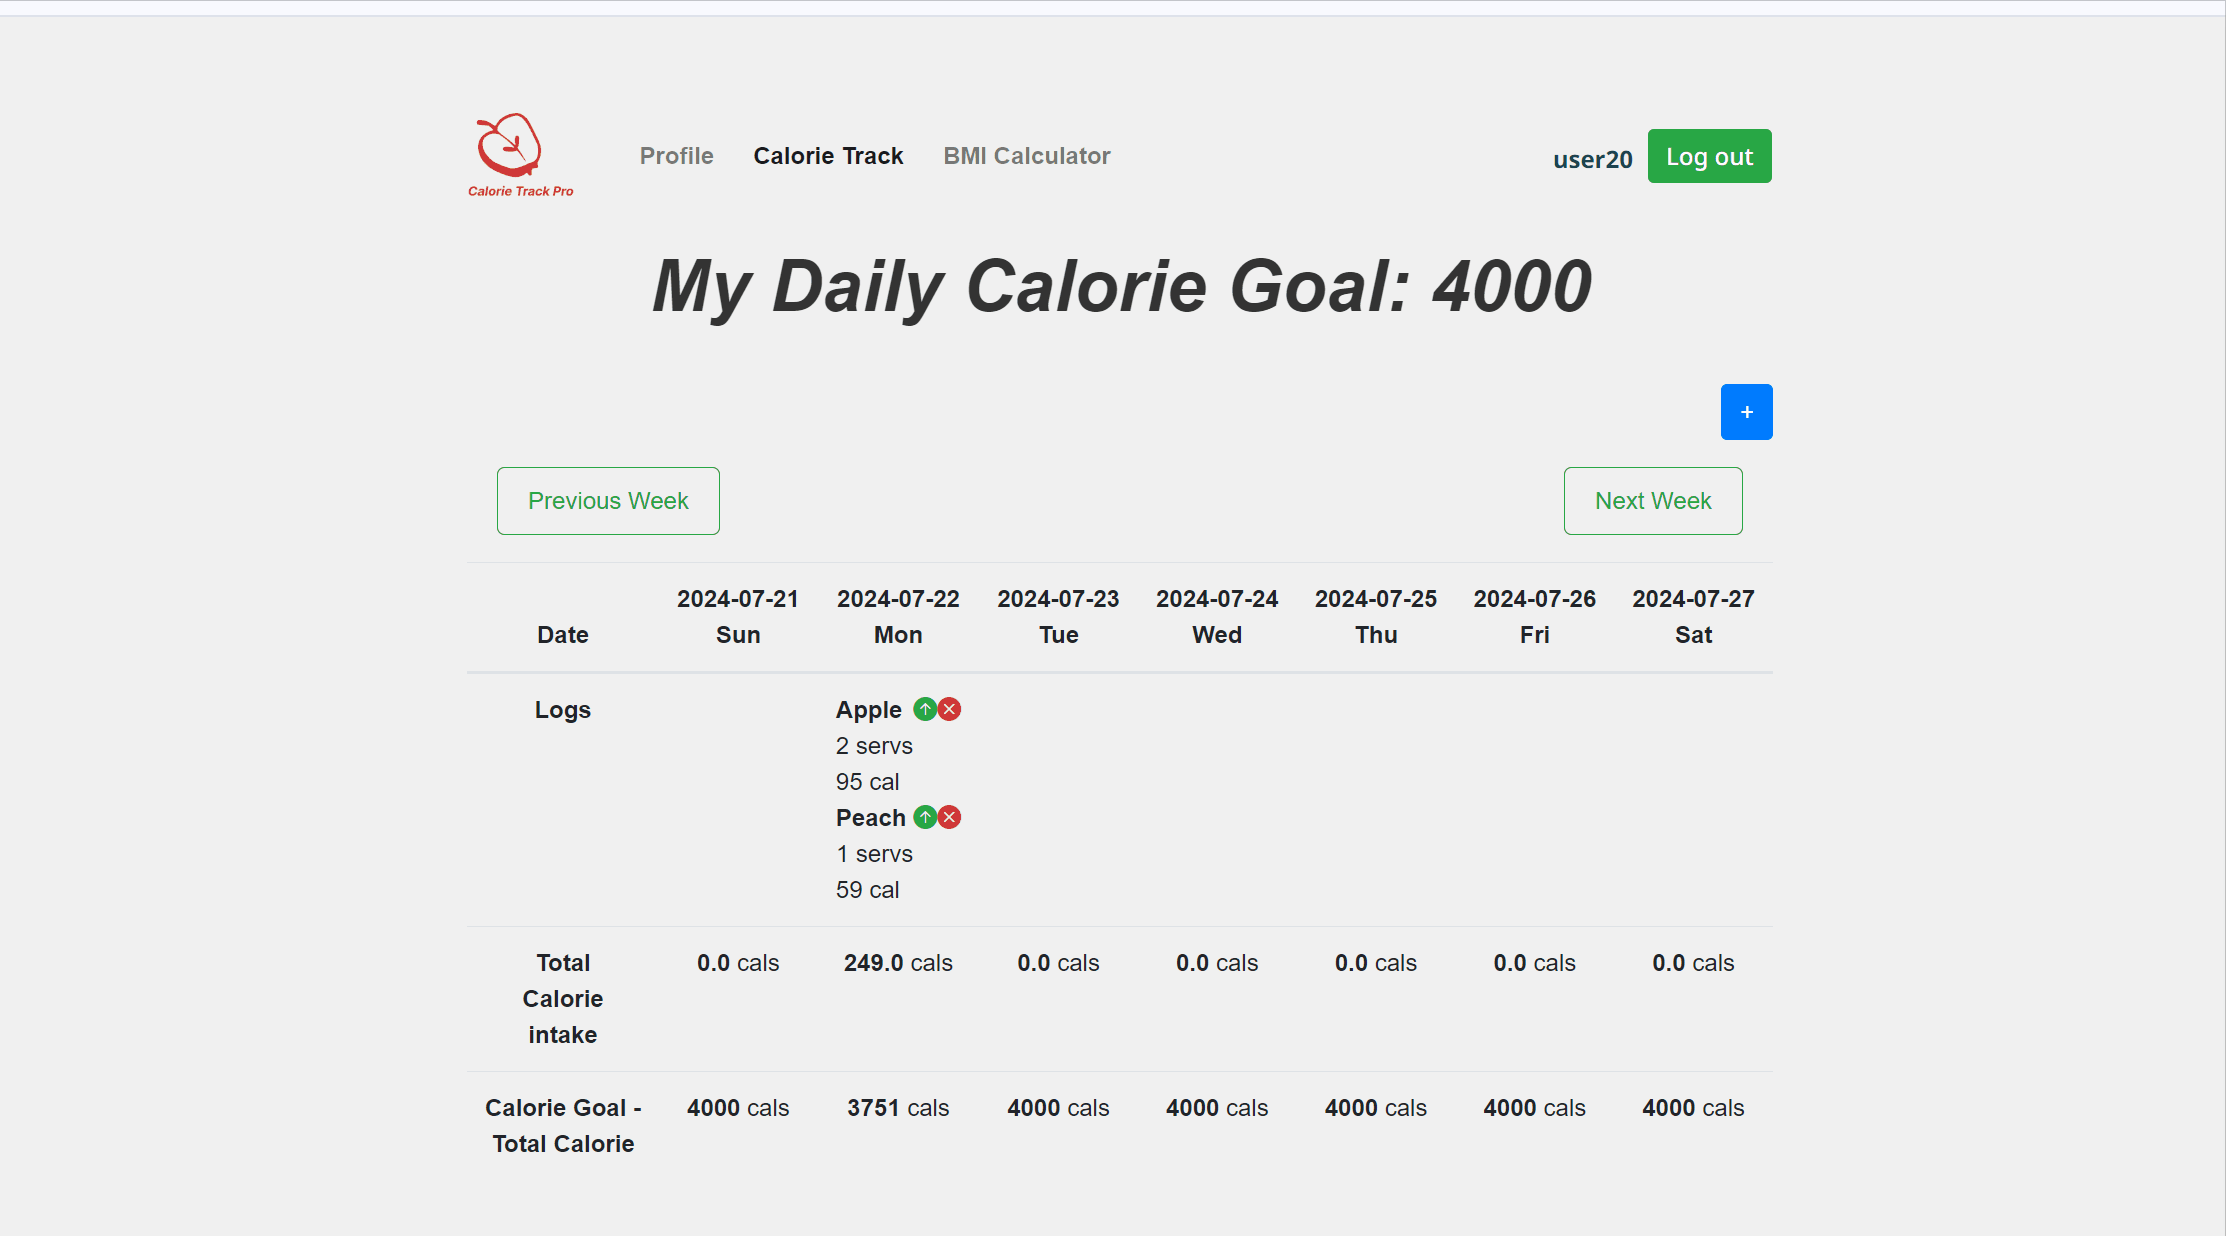 Calorie Track Pro
Profile Calorie Track BMI Calculator user20 Log out
My Daily Calorie Goal: 4000
+
Previous Week Next Week
2024-07-21 2024-07-22 2024-07-23 2024-07-24 2024-07-25 2024-07-26 2024-07-27
Date Sun Mon Tue Wed Thu Fri Sat
Logs Apple
2 servs
95 cal
Peach
1 servs
59 cal
Total 0.0 cals 249.0 cals 0.0 cals 0.0 cals 0.0 cals 0.0 cals 0.0 cals
Calorie
intake
Calorie Goal - 4000 cals 3751 cals 4000 cals 4000 cals 4000 cals 4000 cals 4000 cals
Total Calorie